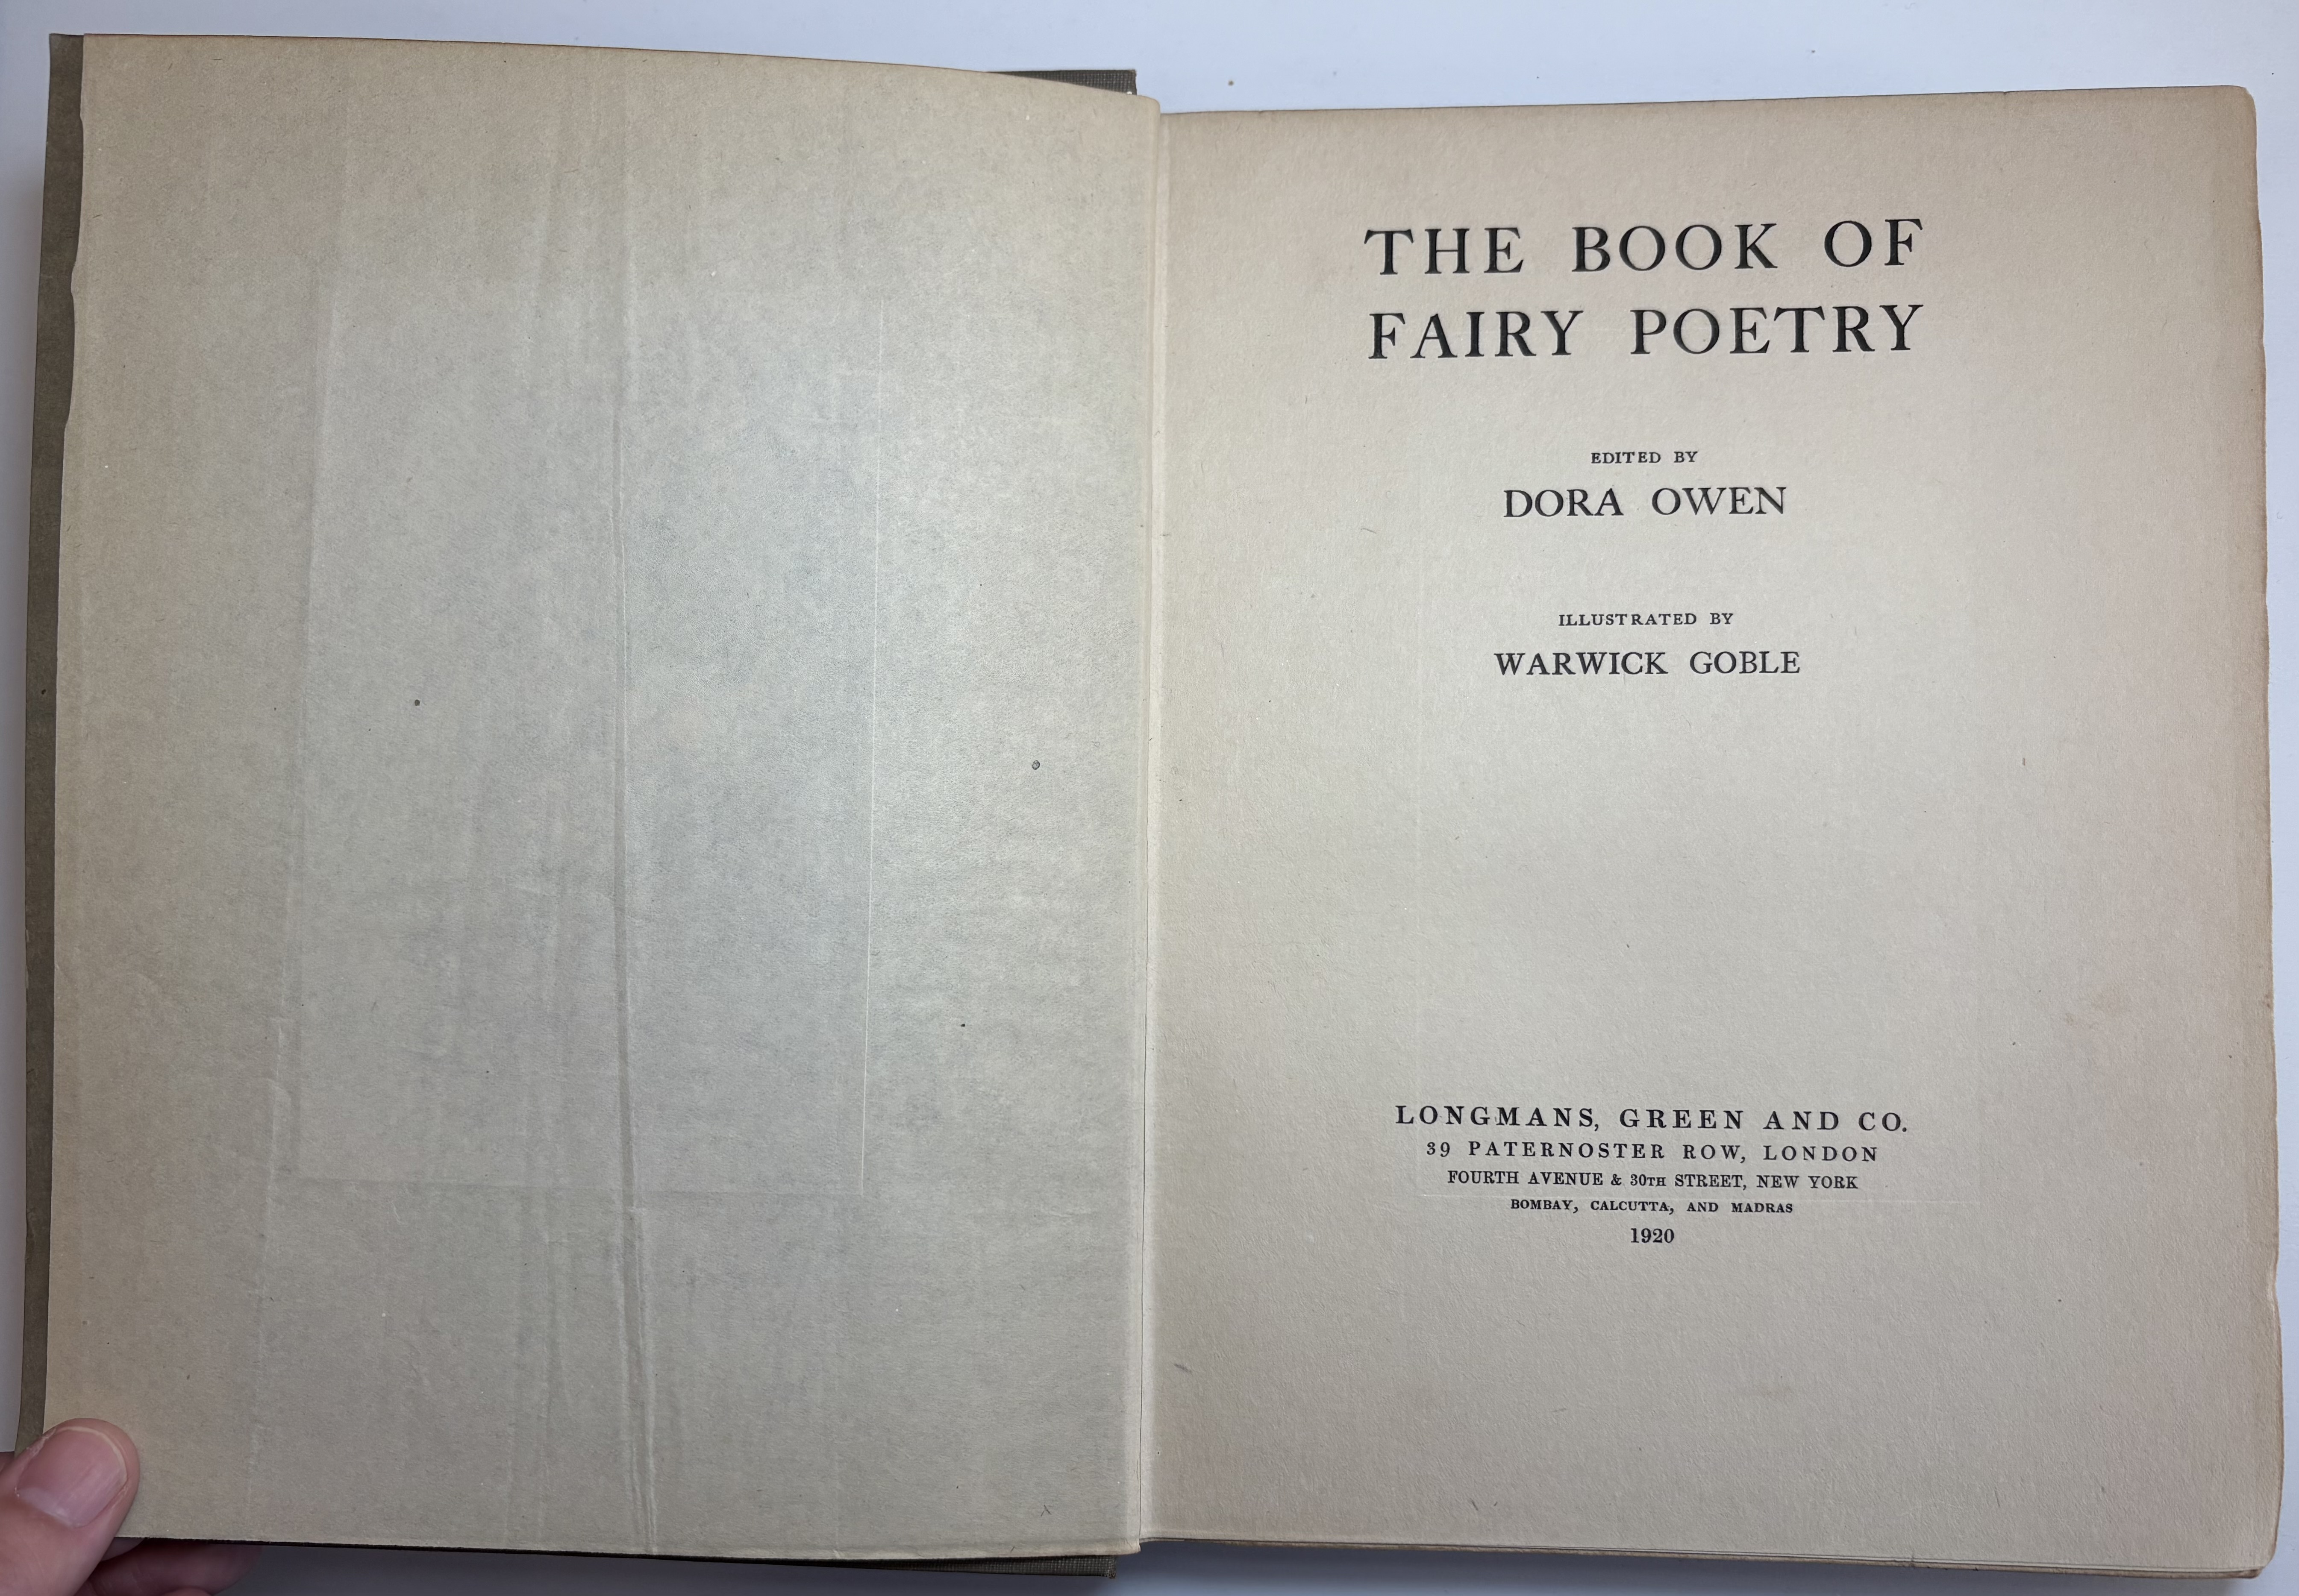 THE BOOK OF
FAIRY POETRY
EDITED BY
DORA OWEN
ILLUSTRATED BY
WARWICK GOBLE
LONGMANS, GREEN AND CO.
39 PATERNOSTER ROW, LONDON
FOURTH AVENUE & 30TH STREET, NEW YORK
BOMBAY, CALCUTTA, AND MADRAS
1920